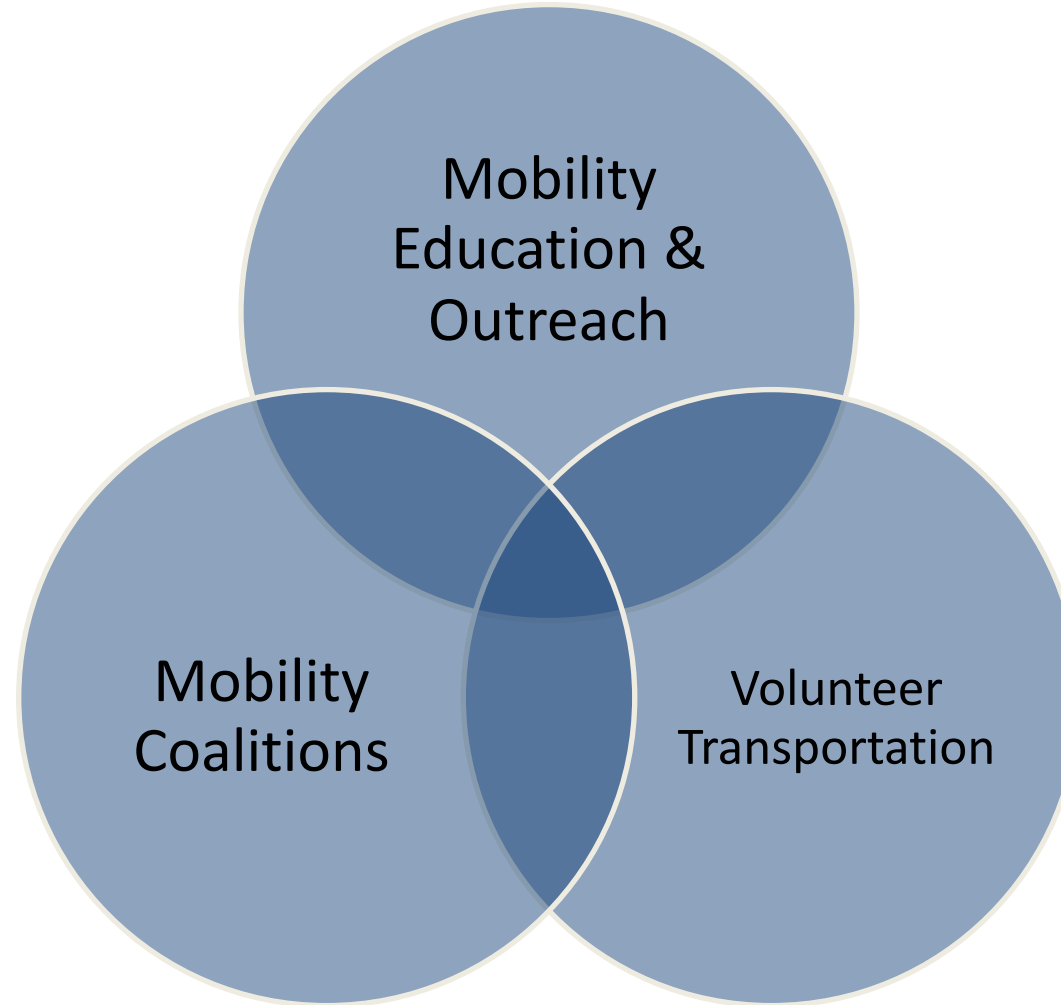 Mobility
Education &
Outreach
Mobility
Coalitions
Volunteer
Transportation